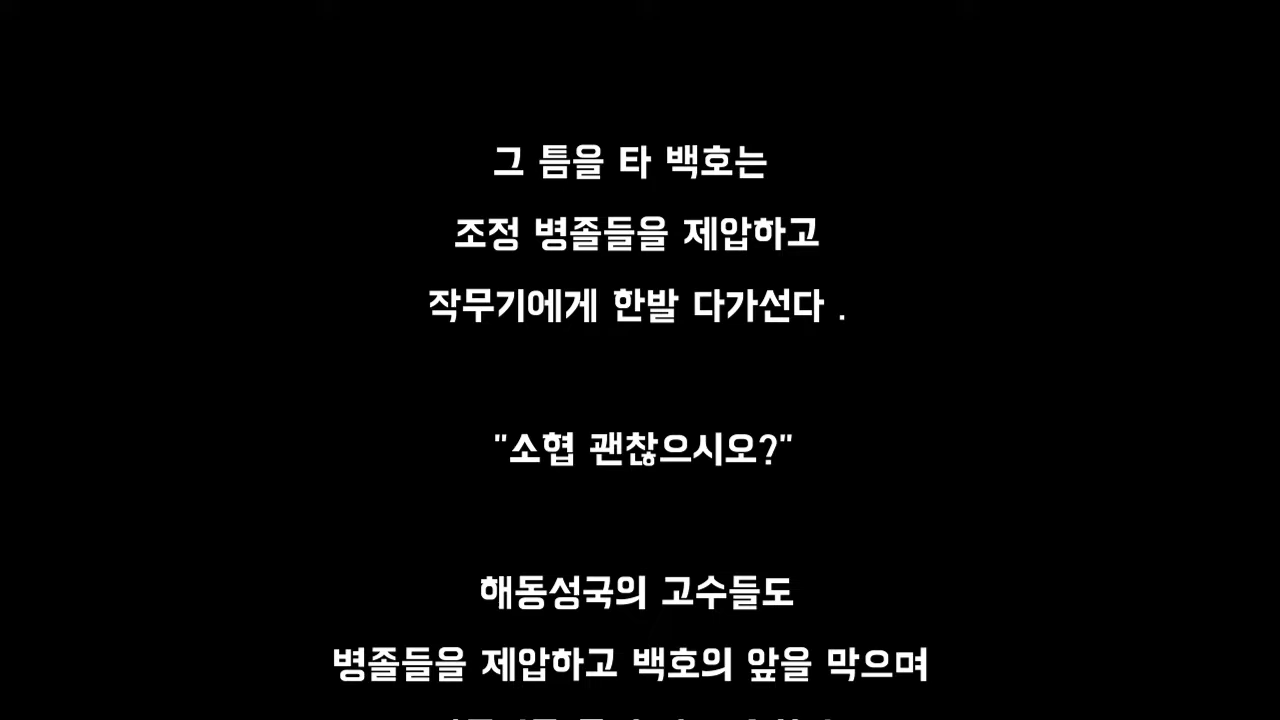 그 틈을 타 백호는
조정 병졸들을 제압하고
작무기에게 한발 다가선다 .
"소협 괜찮으시오?"
해동성국의 고수들도
병졸들을 제압하고 백호의 앞을 막으며